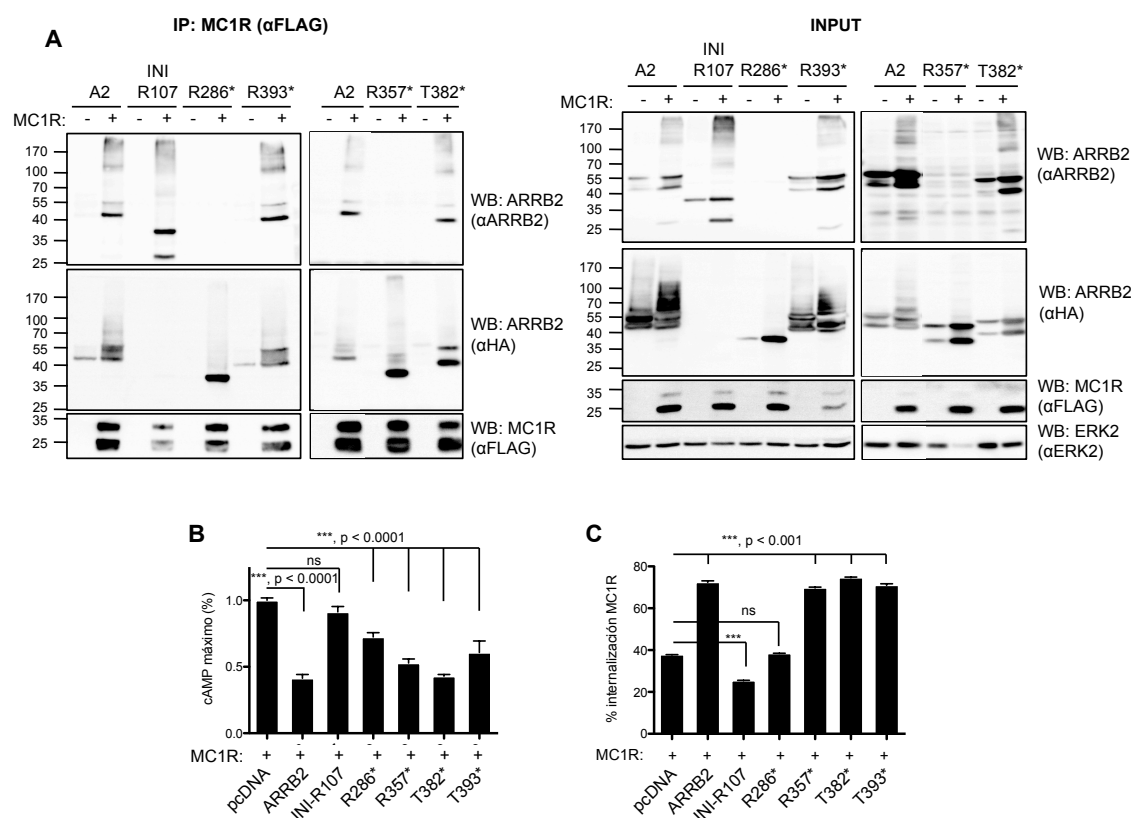 IP: MC1R (αFLAG)
INPUT
A
INI
A2 R107 R286* R393* A2 R357* T382*
MC1R: - + - + - + - + - + - + - +
170
100
70
55
40
35
25
WB: ARRB2
(αARRB2)
170
100
70
55
40
35
25
WB: ARRB2
(αHA)
35
25
WB: MC1R
(αFLAG)
INI
A2 R107 R286* R393* A2 R357* T382*
MC1R: - + - + - + - + - + - + - +
170
100
70
55
40
35
25
WB: ARRB2
(αARRB2)
170
100
70
55
40
35
25
WB: ARRB2
(αHA)
35
25
WB: MC1R
(αFLAG)
WB: ERK2
(αERK2)
B
***, p < 0.0001
ns
***, p < 0.0001
cAMP máximo (%)
1.0
0.5
0.0
MC1R: + + + + + + +
pcDNA ARRB2 INI-R107 R286* R357* T382* T393*
C
***, p < 0.001
ns
***
% internalización MC1R
80
60
40
20
0
MC1R: + + + + + + +
pcDNA ARRB2 INI-R107 R286* R357* T382* T393*